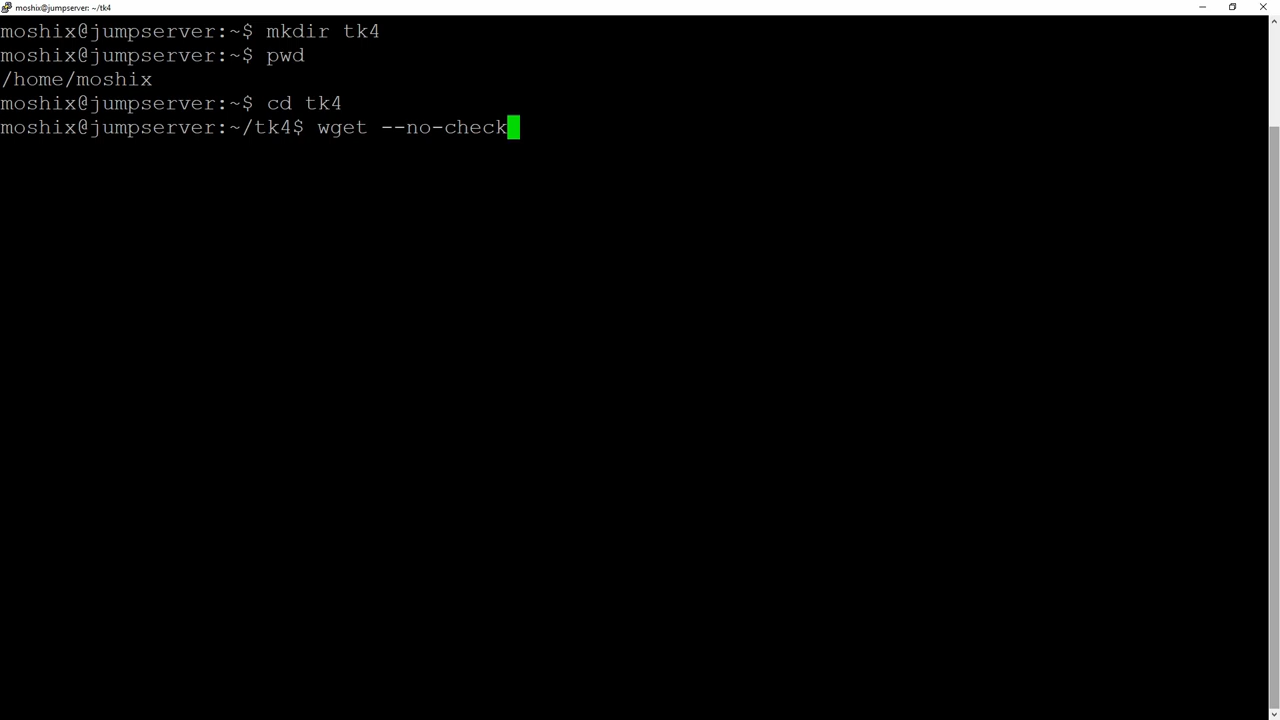 moshix@jumpserver: ~/tk4
moshix@jumpserver:~$ mkdir tk4
moshix@jumpserver:~$ pwd
/home/moshix
moshix@jumpserver:~$ cd tk4
moshix@jumpserver:~/tk4$ wget --no-check